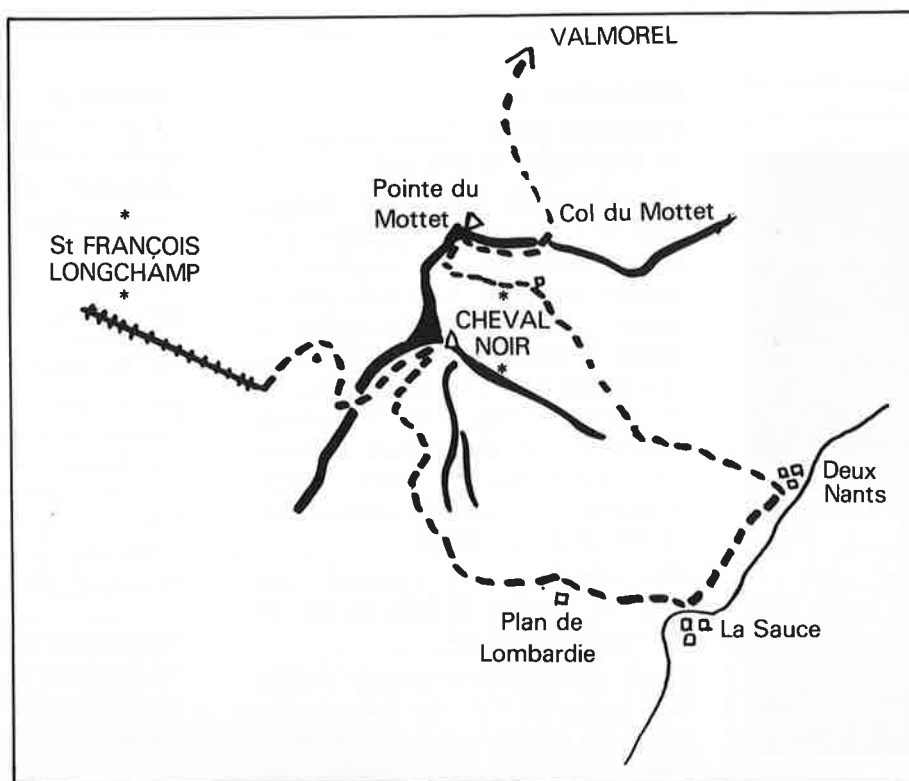 VALMOREL
Pointe du
Mottet
Col du Mottet
*
St FRANÇOIS
LONGCHAMP
*
*
CHEVAL
NOIR
*
Deux
Nants
Plan de
Lombardie
La Sauce